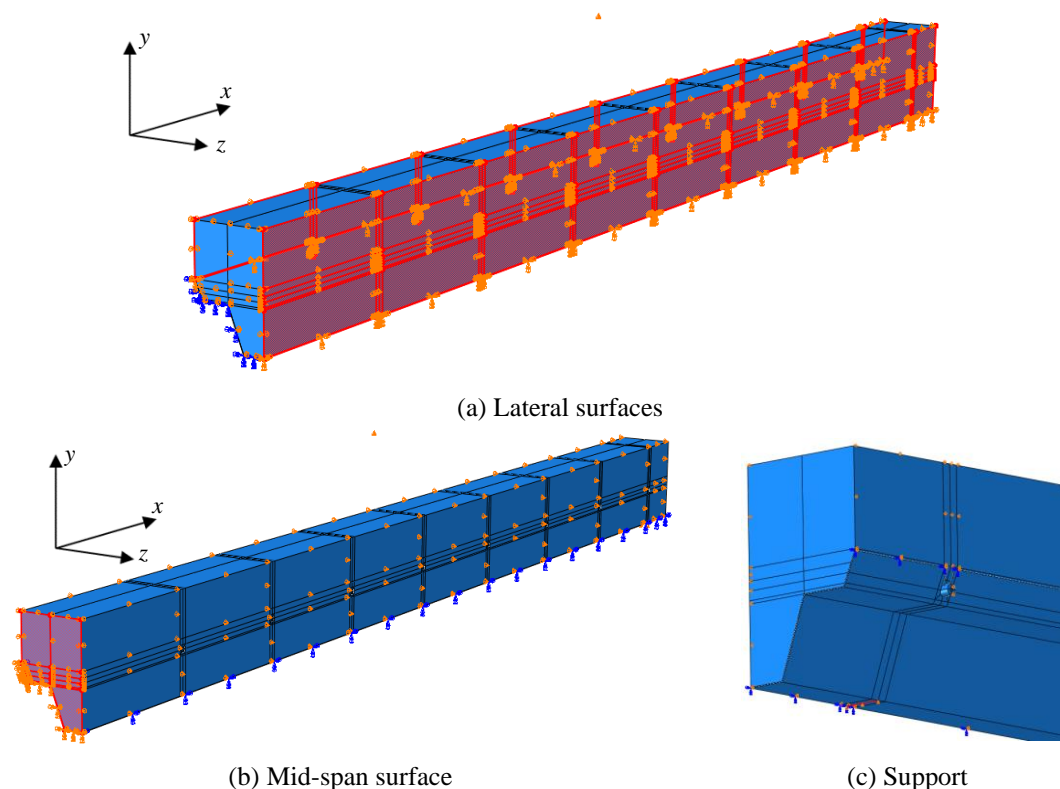 y
x
z
(a) Lateral surfaces
y
x
z
(b) Mid-span surface
(c) Support